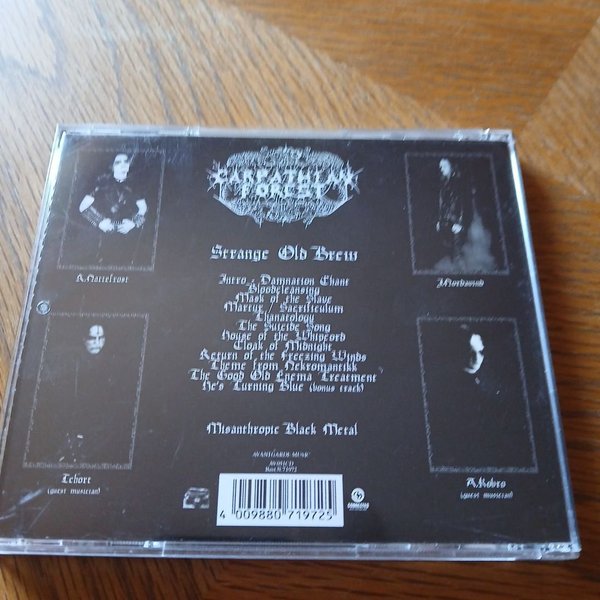 CARPATHIAN
FOREST
Strange Old Brew
R.Nattefrost
J.Nordavind
Intro - Damnation Chant
Bloodcleansing
Mask of the Slave
Martyr / Sacrificulum
Thanatology
The Suicide Song
House of the Whipcord
Cloak of Midnight
Return of the Freezing Winds
Theme from Nekromantikk
The Good Old Enema Treatment
He's Turning Blue (bonus track)
Misanthropic Black Metal
Tchort
(guest musician)
A.Kobro
(guest musician)
AVANTGARDE MUSIC
4 009880 719725